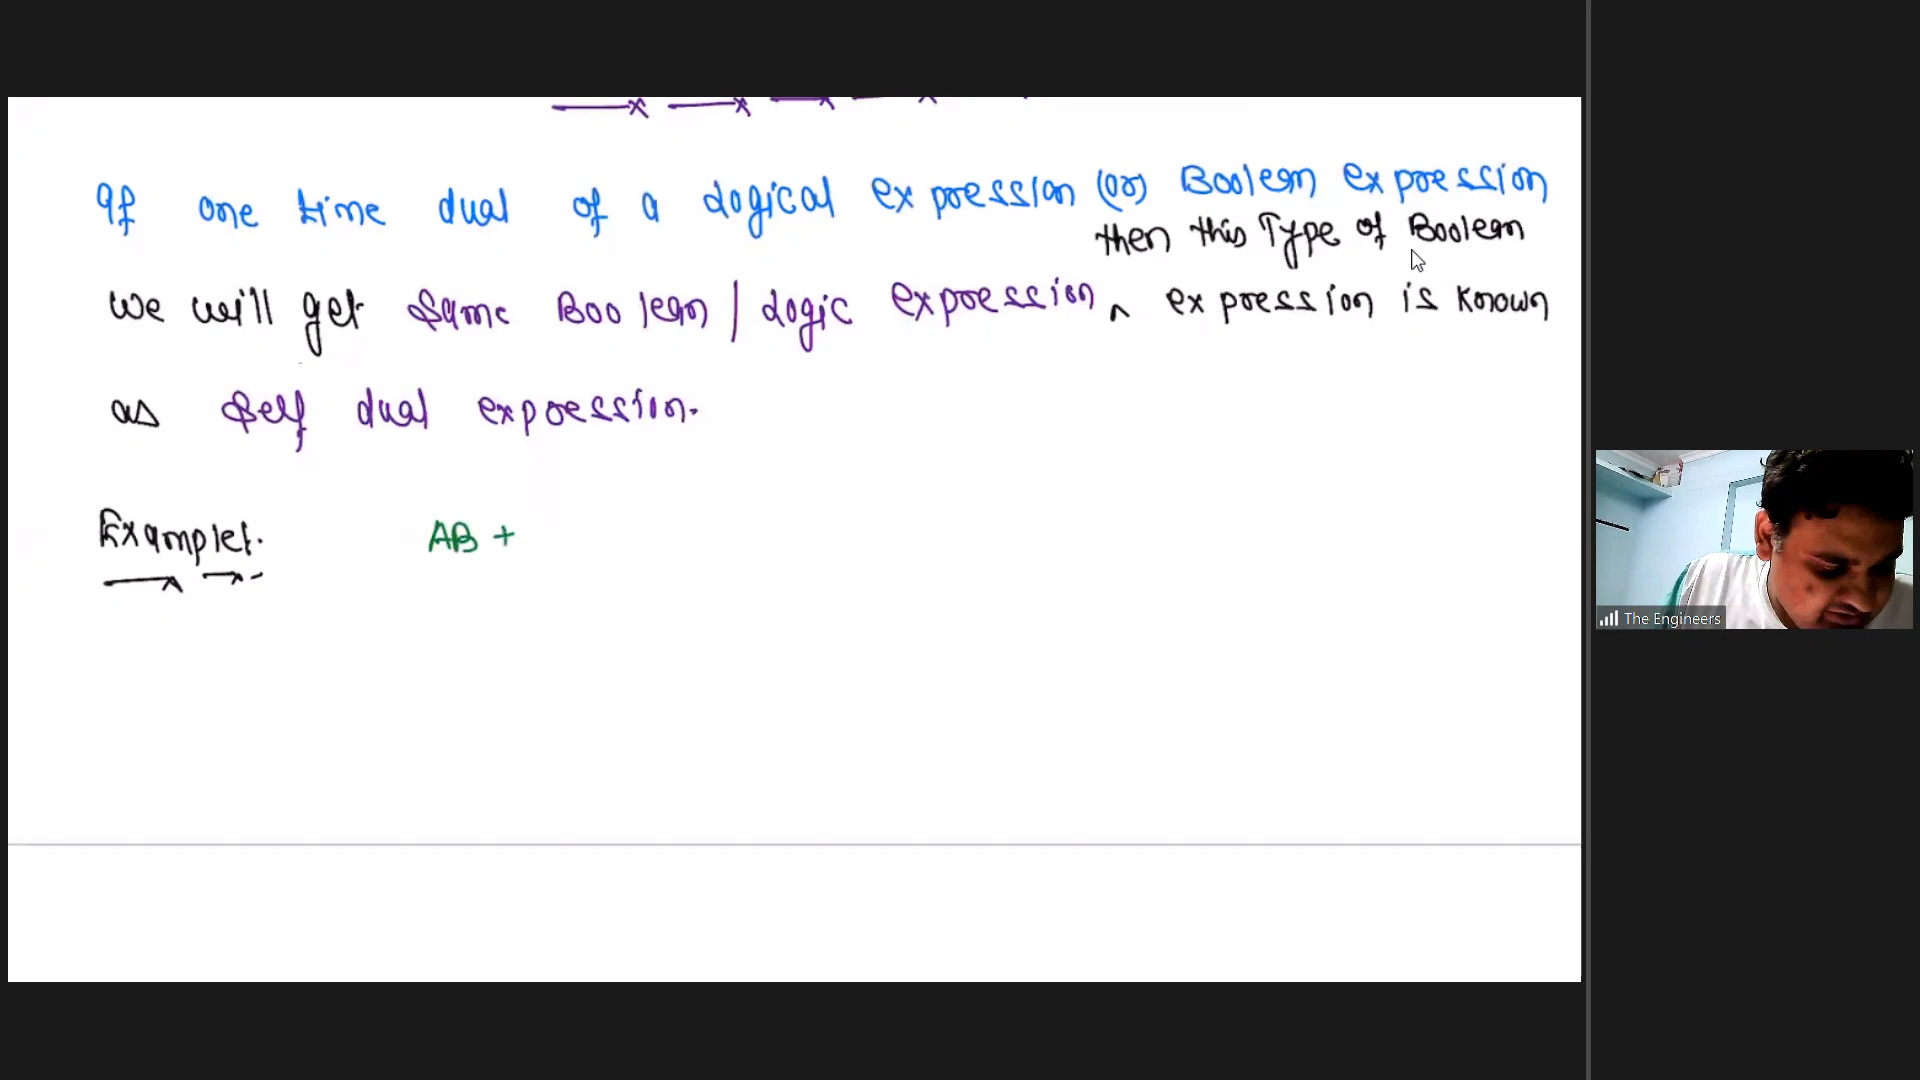 If one time dual of a Logical expression (or) Boolean expression
then this Type of Boolean
we will get Same Boolean / Logic expression ^ expression is known
as Self dual expression.
Example:
AB +
The Engineers